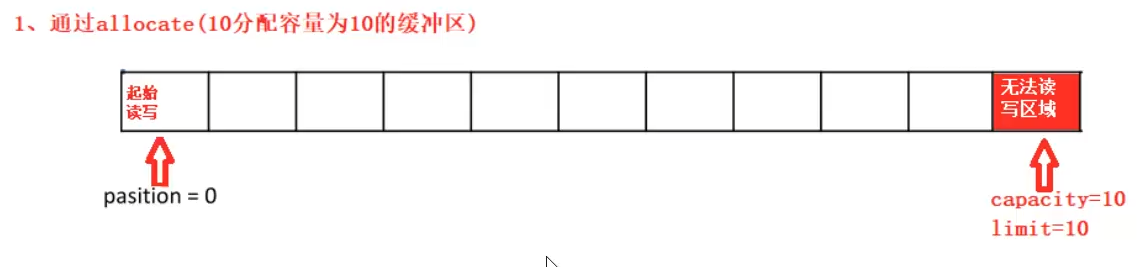 1、通过allocate(10分配容量为10的缓冲区)
起始
读写
无法读
写区域
pasition = 0
capacity=10
limit=10